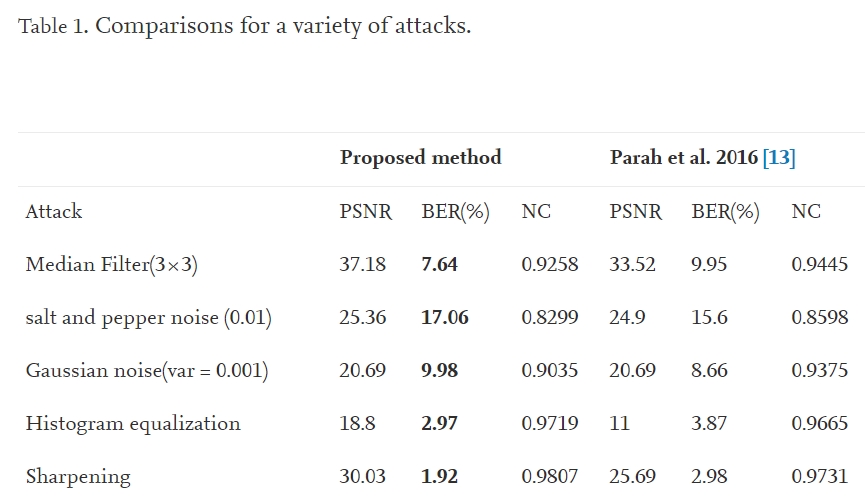 Table 1. Comparisons for a variety of attacks.
Proposed method Parah et al. 2016 [13]
Attack PSNR BER(%) NC PSNR BER(%) NC
Median Filter(3×3) 37.18 7.64 0.9258 33.52 9.95 0.9445
salt and pepper noise (0.01) 25.36 17.06 0.8299 24.9 15.6 0.8598
Gaussian noise(var = 0.001) 20.69 9.98 0.9035 20.69 8.66 0.9375
Histogram equalization 18.8 2.97 0.9719 11 3.87 0.9665
Sharpening 30.03 1.92 0.9807 25.69 2.98 0.9731